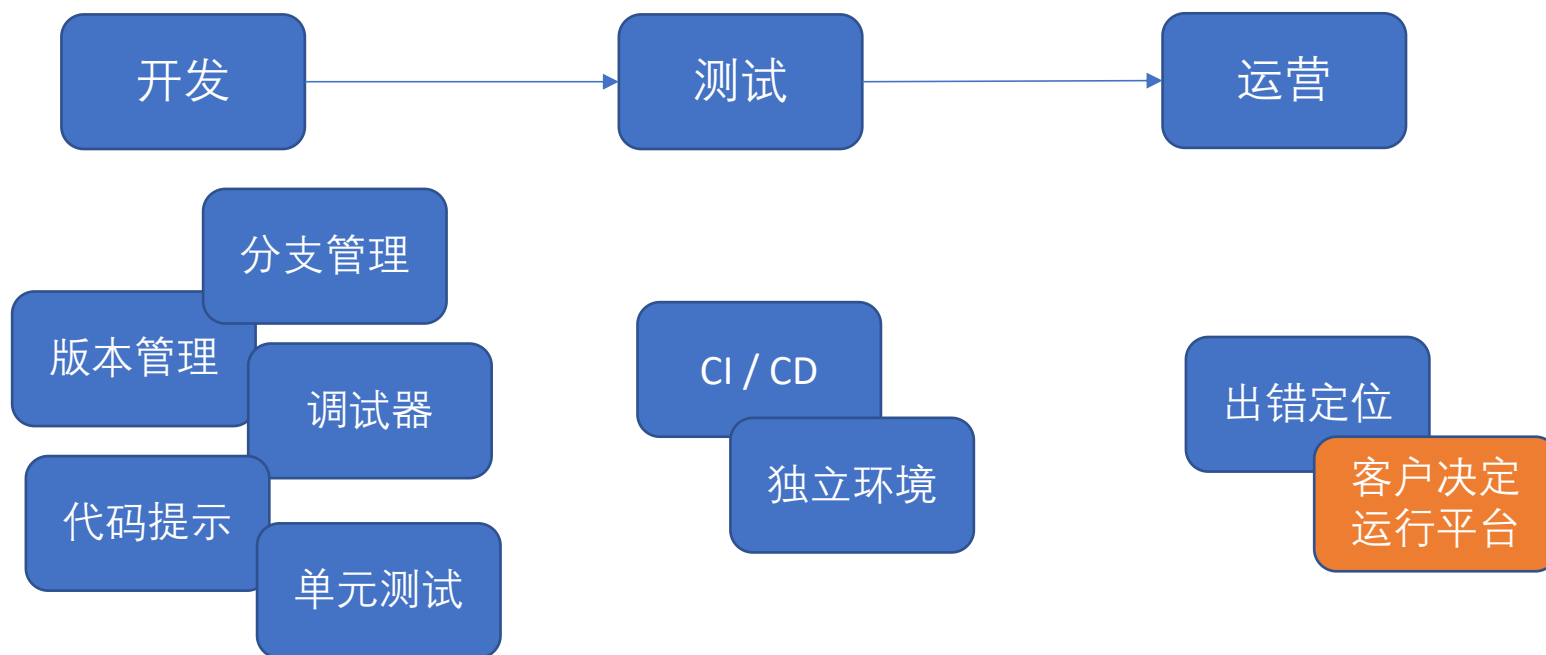 开发
测试
运营
分支管理
版本管理
调试器
代码提示
单元测试
CI / CD
独立环境
出错定位
客户决定
运行平台